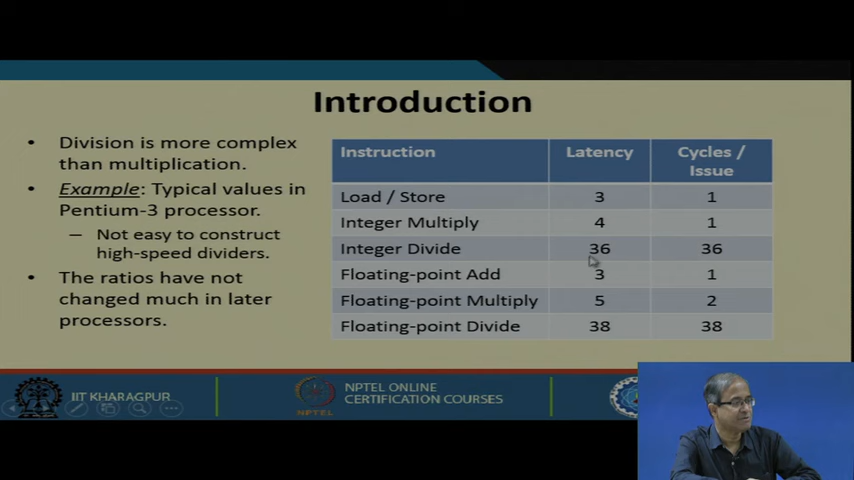 Introduction
• Division is more complex
than multiplication.
• Example: Typical values in
Pentium-3 processor.
– Not easy to construct
high-speed dividers.
• The ratios have not
changed much in later
processors.
Instruction Latency Cycles /
Issue
Load / Store 3 1
Integer Multiply 4 1
Integer Divide 36 36
Floating-point Add 3 1
Floating-point Multiply 5 2
Floating-point Divide 38 38
IIT KHARAGPUR
NPTEL
NPTEL ONLINE
CERTIFICATION COURSES